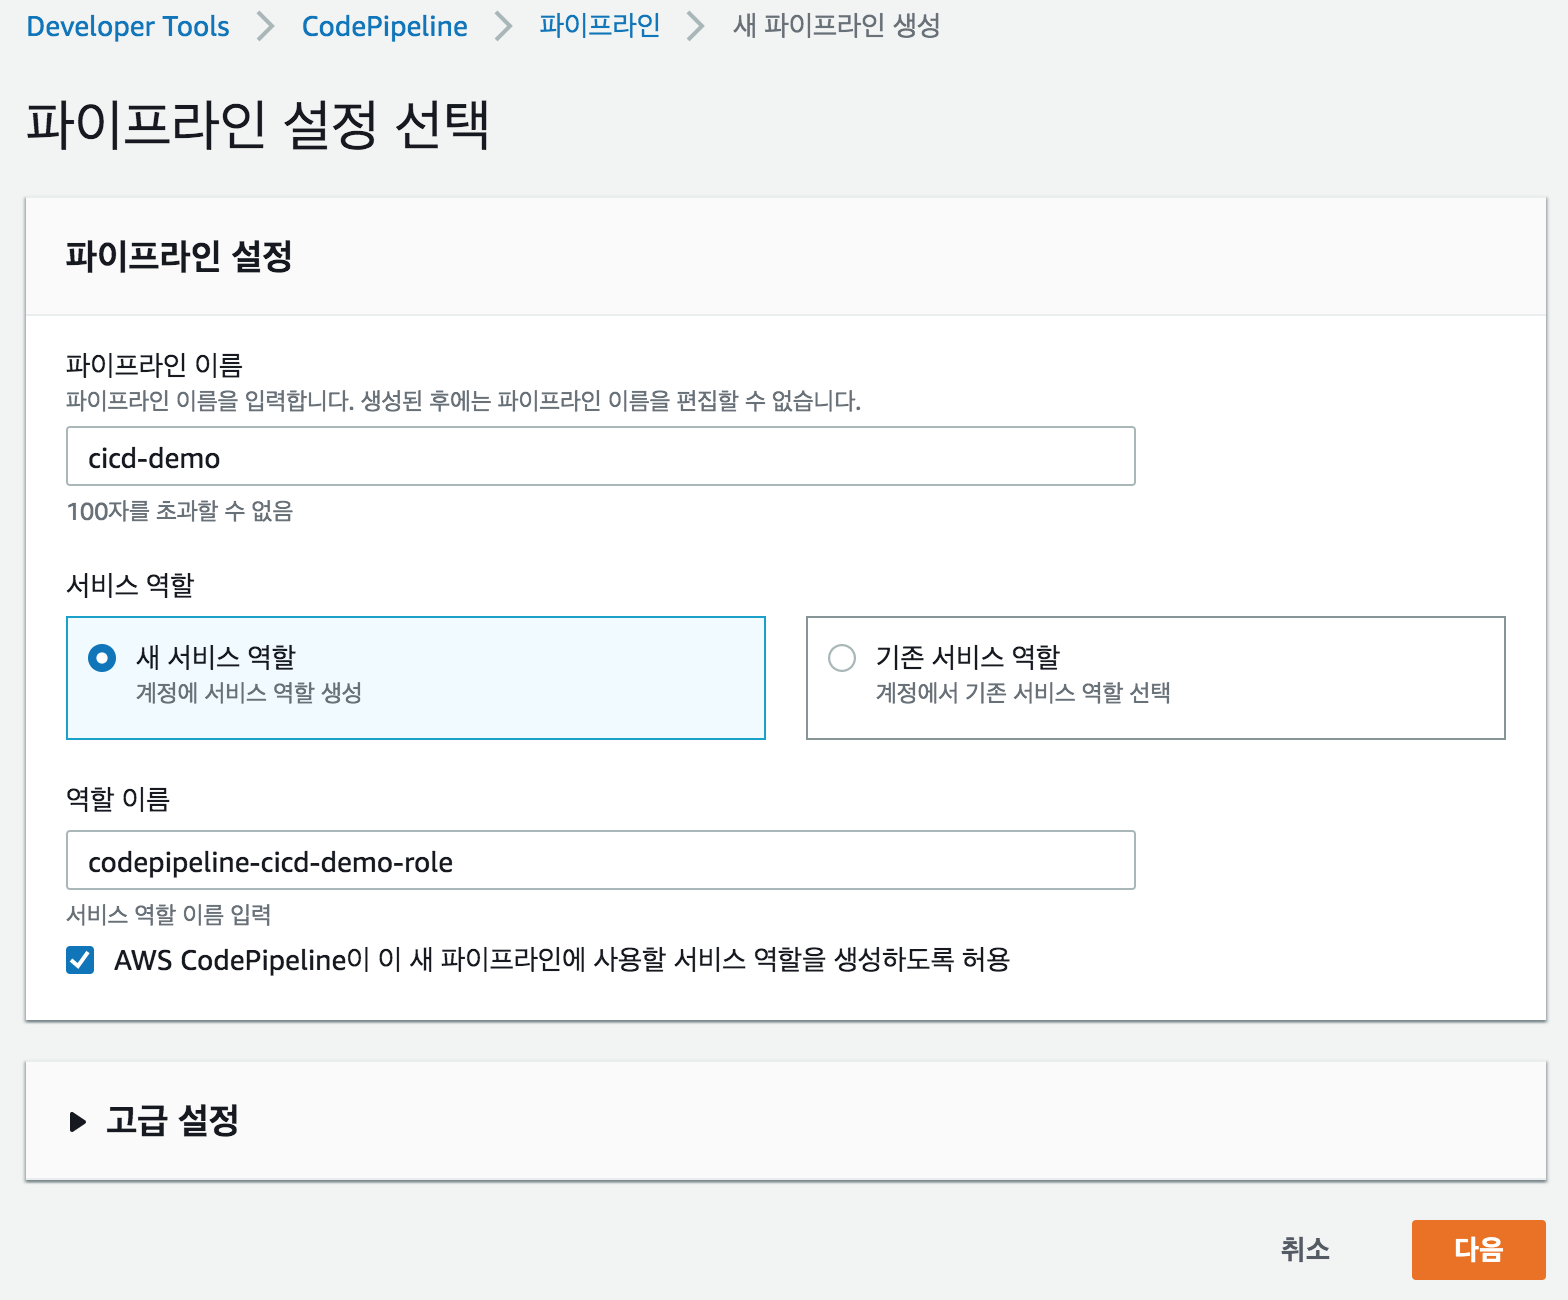 Developer Tools > CodePipeline > 파이프라인 > 새 파이프라인 생성
파이프라인 설정 선택
파이프라인 설정
파이프라인 이름
파이프라인 이름을 입력합니다. 생성된 후에는 파이프라인 이름을 편집할 수 없습니다.
cicd-demo
100자를 초과할 수 없음
서비스 역할
새 서비스 역할
계정에 서비스 역할 생성
기존 서비스 역할
계정에서 기존 서비스 역할 선택
역할 이름
codepipeline-cicd-demo-role
서비스 역할 이름 입력
AWS CodePipeline이 이 새 파이프라인에 사용할 서비스 역할을 생성하도록 허용
고급 설정
취소
다음